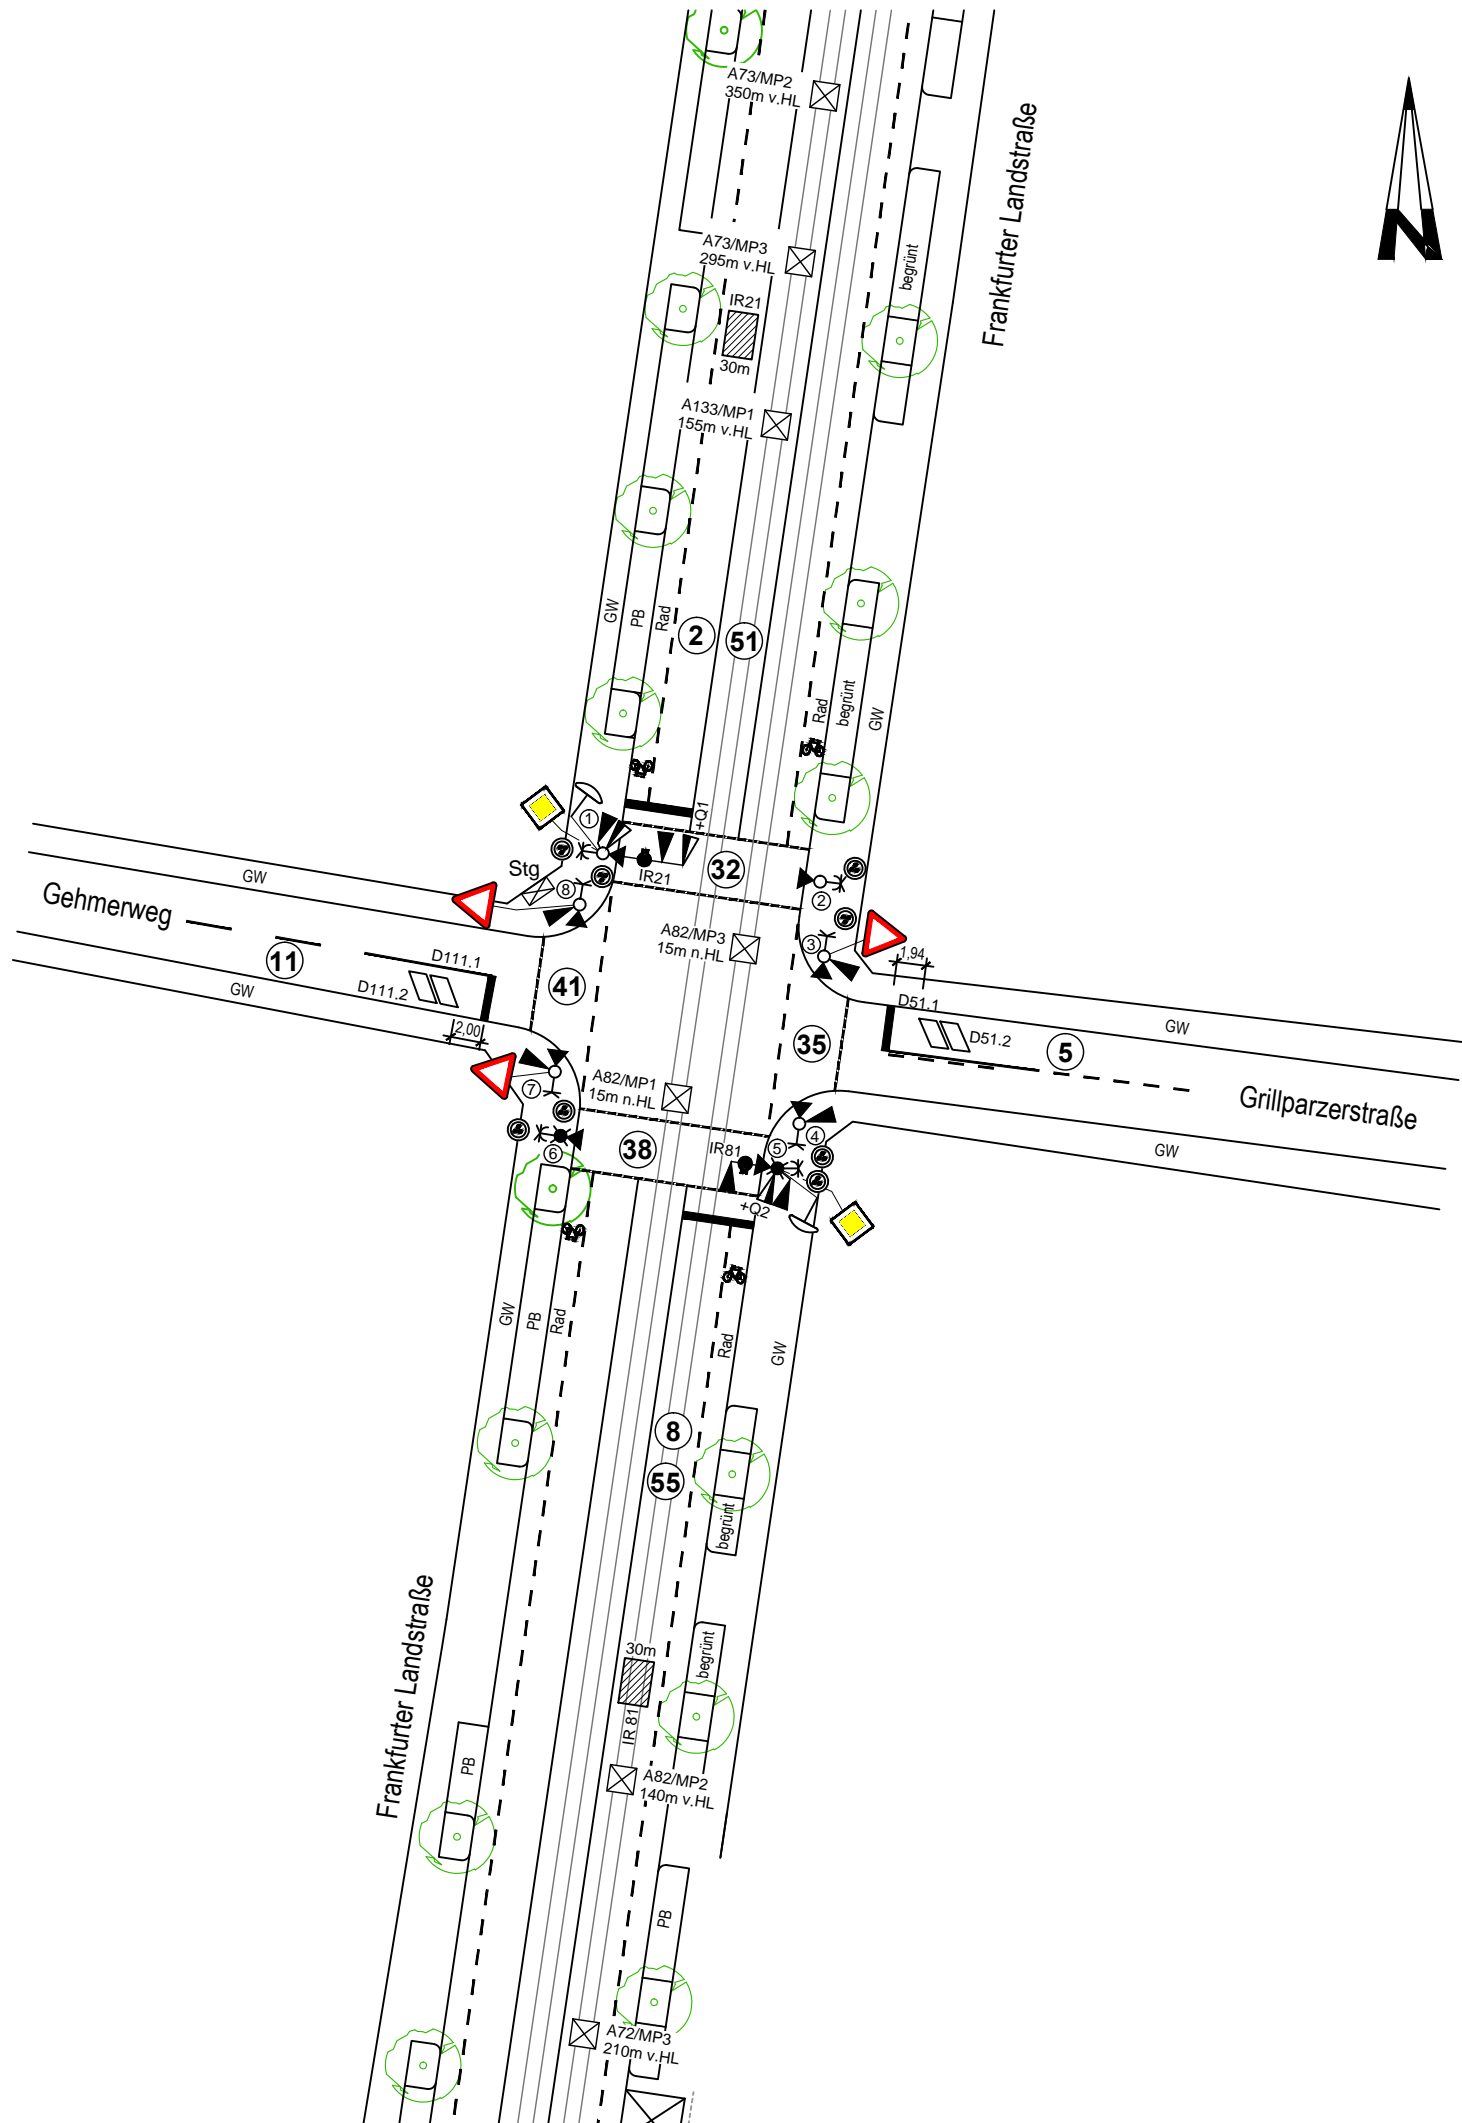 A73/MP2
350m v.HL
Frankfurter Landstraße
N
A73/MP3
295m v.HL
begrünt
IR21
30m
A133/MP1
155m v.HL
GW
PB
Rad
2
51
Rad
begrünt
GW
+Q1
1
Stg
8
IR21
32
2
GW
Gehmerweg
11
D111.1
D111.2
GW
2,00
41
A82/MP3
15m n.HL
3
1,94
D51.1
D51.2
5
GW
35
Grillparzerstraße
GW
7
A82/MP1
15m n.HL
6
38
IR81
5
4
+Q2
GW
PB
Rad
Rad
GW
8
55
begrünt
Frankfurter Landstraße
30m
IR 81
begrünt
PB
A82/MP2
140m v.HL
PB
A72/MP3
210m v.HL